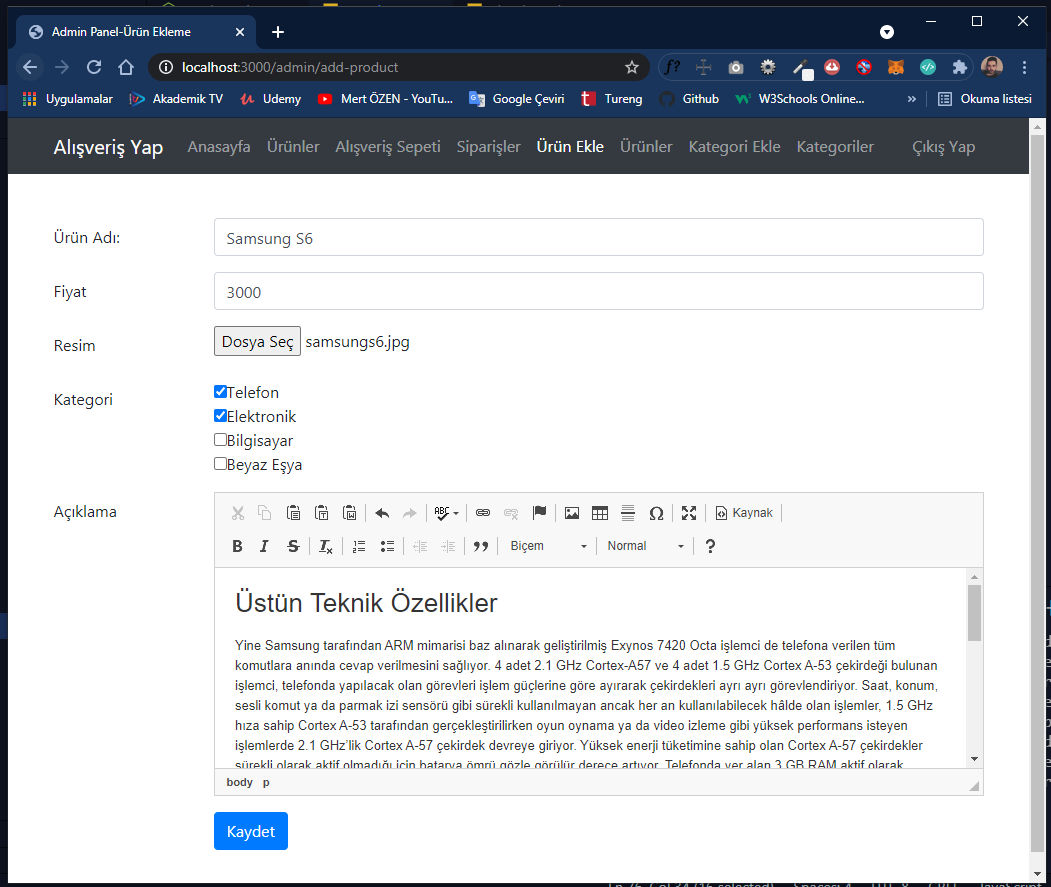 Admin Panel-Ürün Ekleme
localhost:3000/admin/add-product
f?
Uygulamalar Akademik TV Udemy Mert ÖZEN - YouTu... Google Çeviri Tureng Github W3Schools Online... » Okuma listesi
Alışveriş Yap Anasayfa Ürünler Alışveriş Sepeti Siparişler Ürün Ekle Ürünler Kategori Ekle Kategoriler Çıkış Yap
Ürün Adı: Samsung S6
Fiyat 3000
Resim Dosya Seç samsungs6.jpg
Kategori Telefon
Elektronik
Bilgisayar
Beyaz Eşya
Açıklama
ABC Ω Kaynak
B I S Tx Biçem Normal ?
Üstün Teknik Özellikler
Yine Samsung tarafından ARM mimarisi baz alınarak geliştirilmiş Exynos 7420 Octa işlemci de telefona verilen tüm
komutlara anında cevap verilmesini sağlıyor. 4 adet 2.1 GHz Cortex-A57 ve 4 adet 1.5 GHz Cortex A-53 çekirdeği bulunan
işlemci, telefonda yapılacak olan görevleri işlem güçlerine göre ayırarak çekirdekleri ayrı ayrı görevlendiriyor. Saat, konum,
sesli komut ya da parmak izi sensörü gibi sürekli kullanılmayan ancak her an kullanılabilecek hâlde olan işlemler, 1.5 GHz
hıza sahip Cortex A-53 tarafından gerçekleştirilirken oyun oynama ya da video izleme gibi yüksek performans isteyen
işlemlerde 2.1 GHz'lik Cortex A-57 çekirdek devreye giriyor. Yüksek enerji tüketimine sahip olan Cortex A-57 çekirdekler
sürekli olarak aktif olmadığı için batarya ömrü gözle görülür derece artıyor. Telefonda yer alan 3 GB RAM aktif olarak
body p
Kaydet